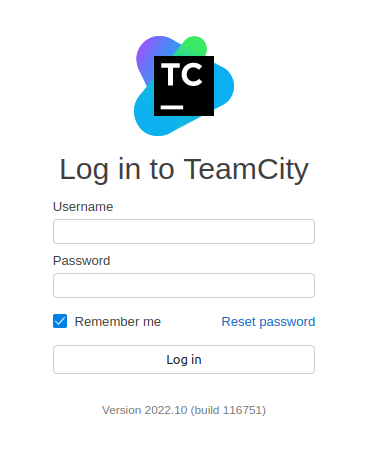 TC
Log in to TeamCity
Username
Password
Remember me Reset password
Log in
Version 2022.10 (build 116751)